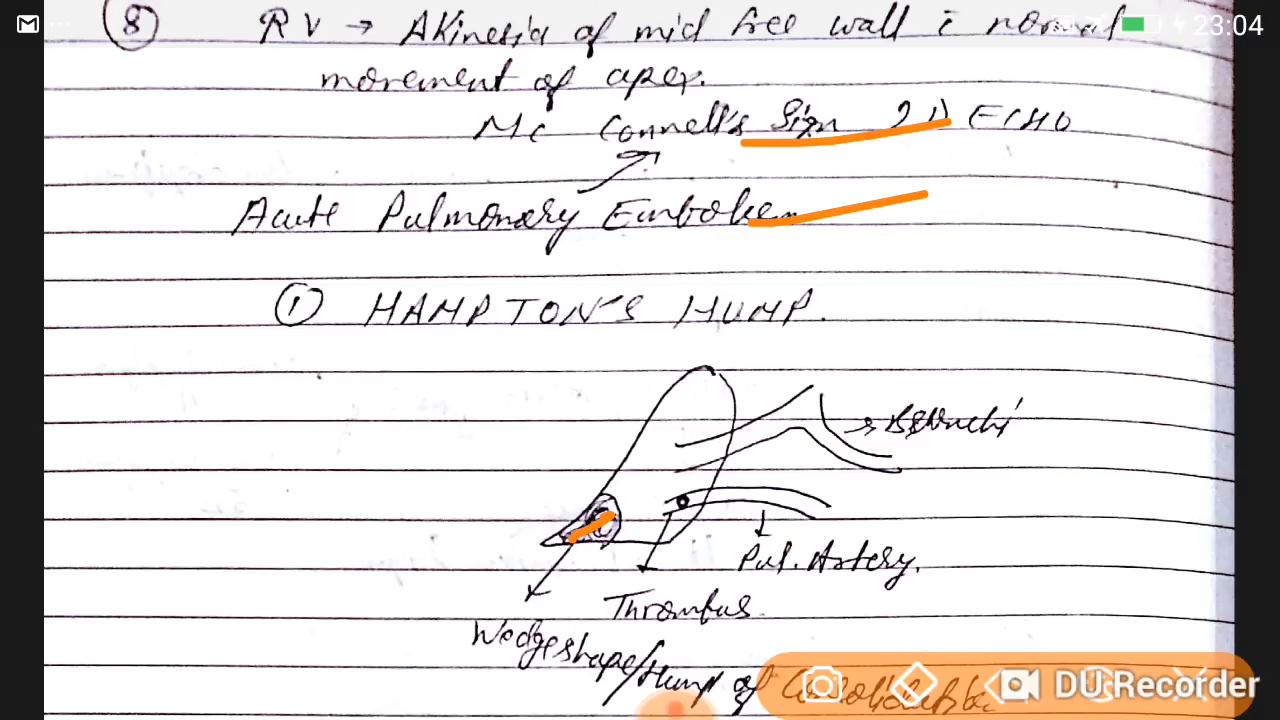 23:04
⑧ RV → Akinesia of mid free wall c̄ normal
movement of apex.
Mc Connell's Sign 2D ECHO
Acute Pulmonary Embolism
① HAMPTON'S HUMP.
→ Bronchi
Pul. Artery.
Thrombus.
Wedge shape/Hump of Consolidation
DU Recorder